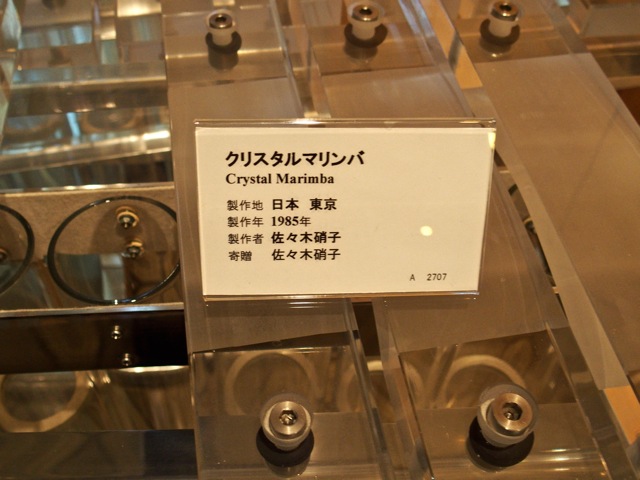 クリスタルマリンバ
Crystal Marimba
製作地 日本 東京
製作年 1985年
製作者 佐々木硝子
寄贈 佐々木硝子
A 2707